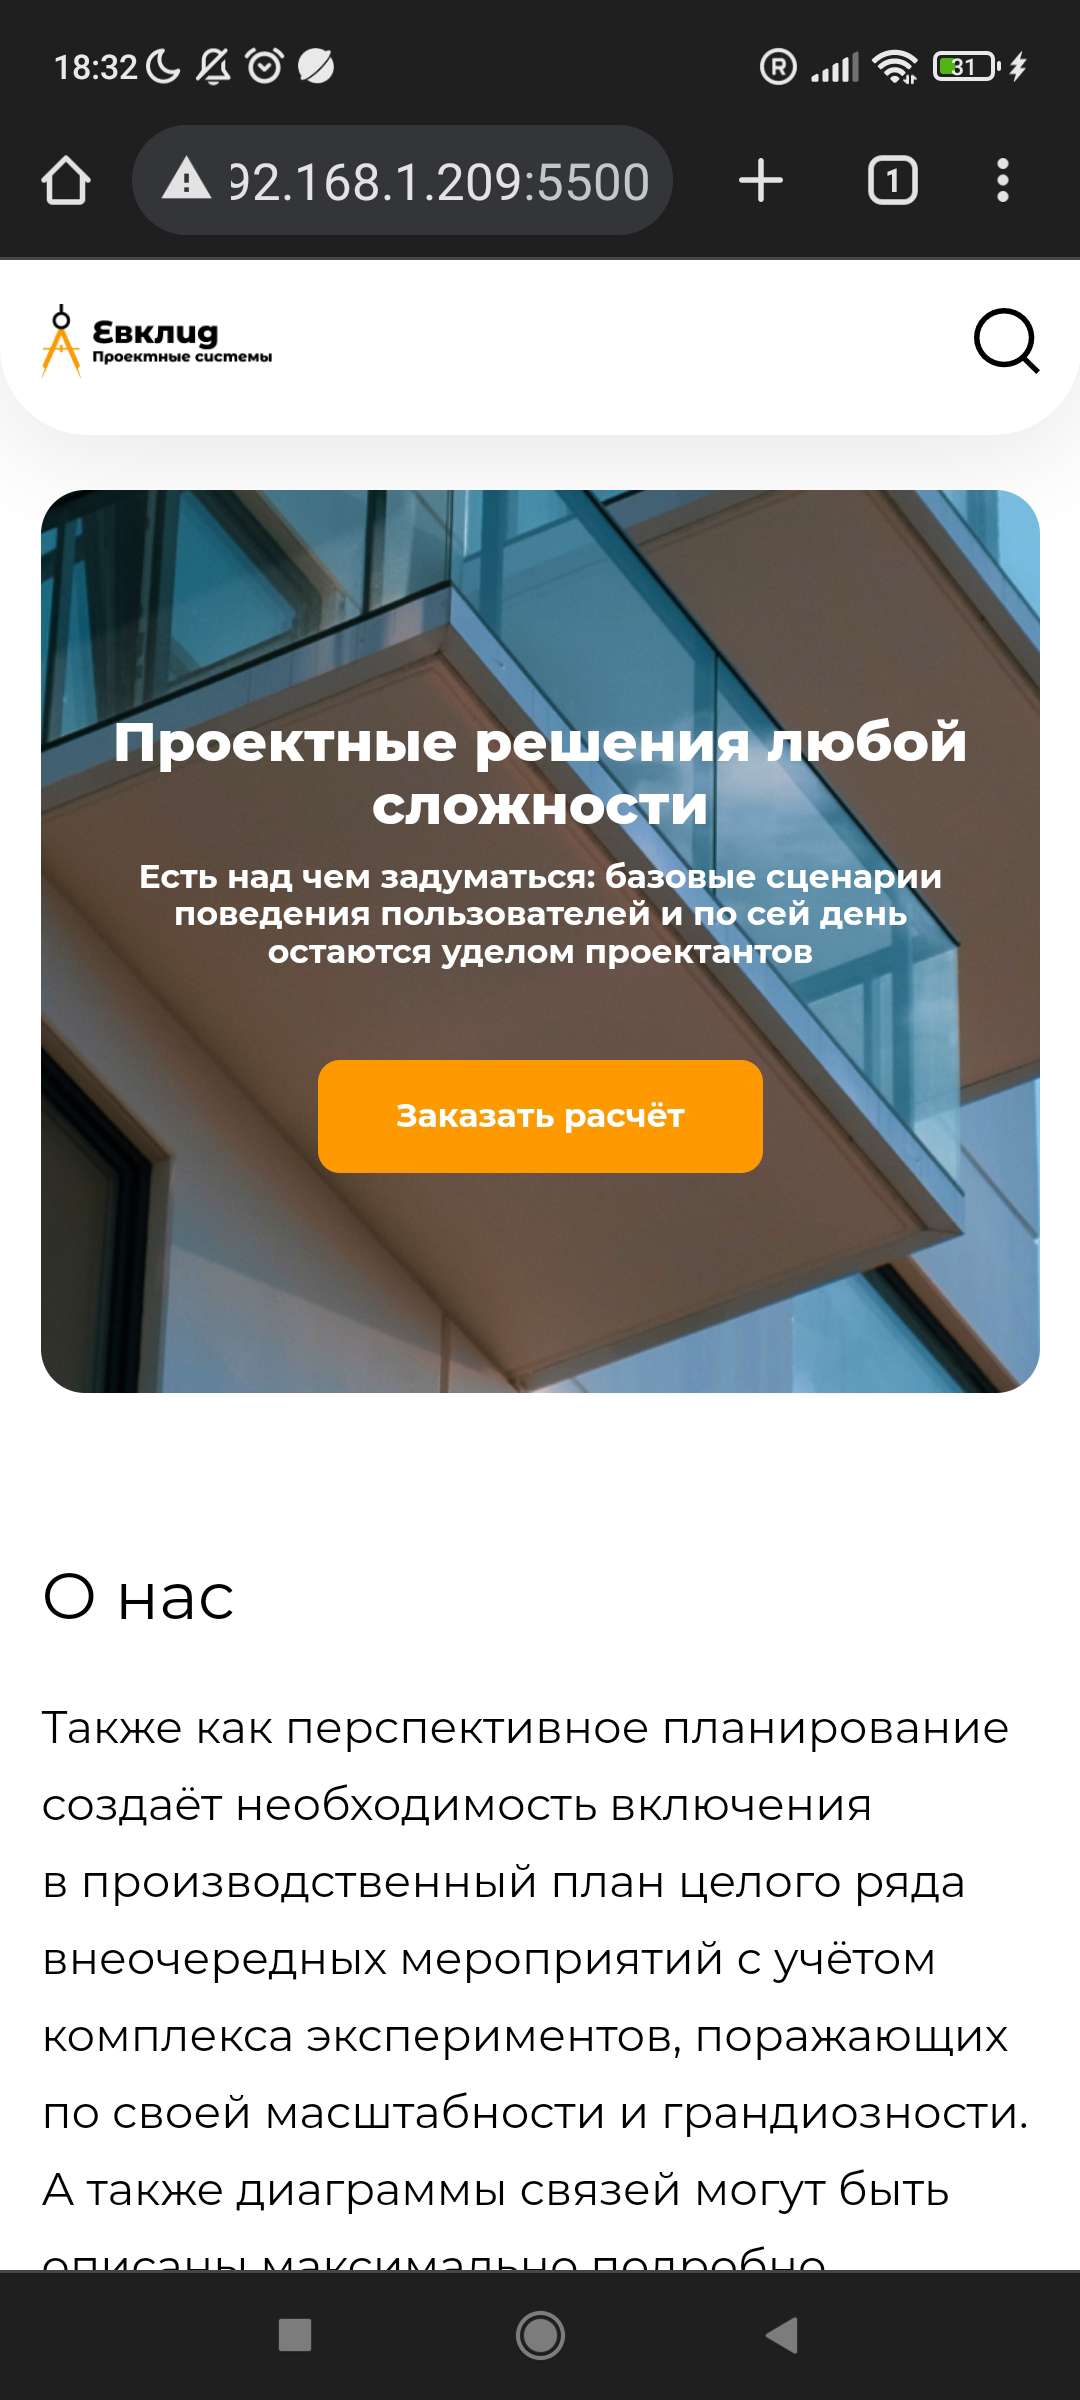 18:32
31
92.168.1.209:5500
1
Евклид
Проектные системы
Проектные решения любой
сложности
Есть над чем задуматься: базовые сценарии
поведения пользователей и по сей день
остаются уделом проектантов
Заказать расчёт
О нас
Также как перспективное планирование
создаёт необходимость включения
в производственный план целого ряда
внеочередных мероприятий с учётом
комплекса экспериментов, поражающих
по своей масштабности и грандиозности.
А также диаграммы связей могут быть
описаны максимально подробно